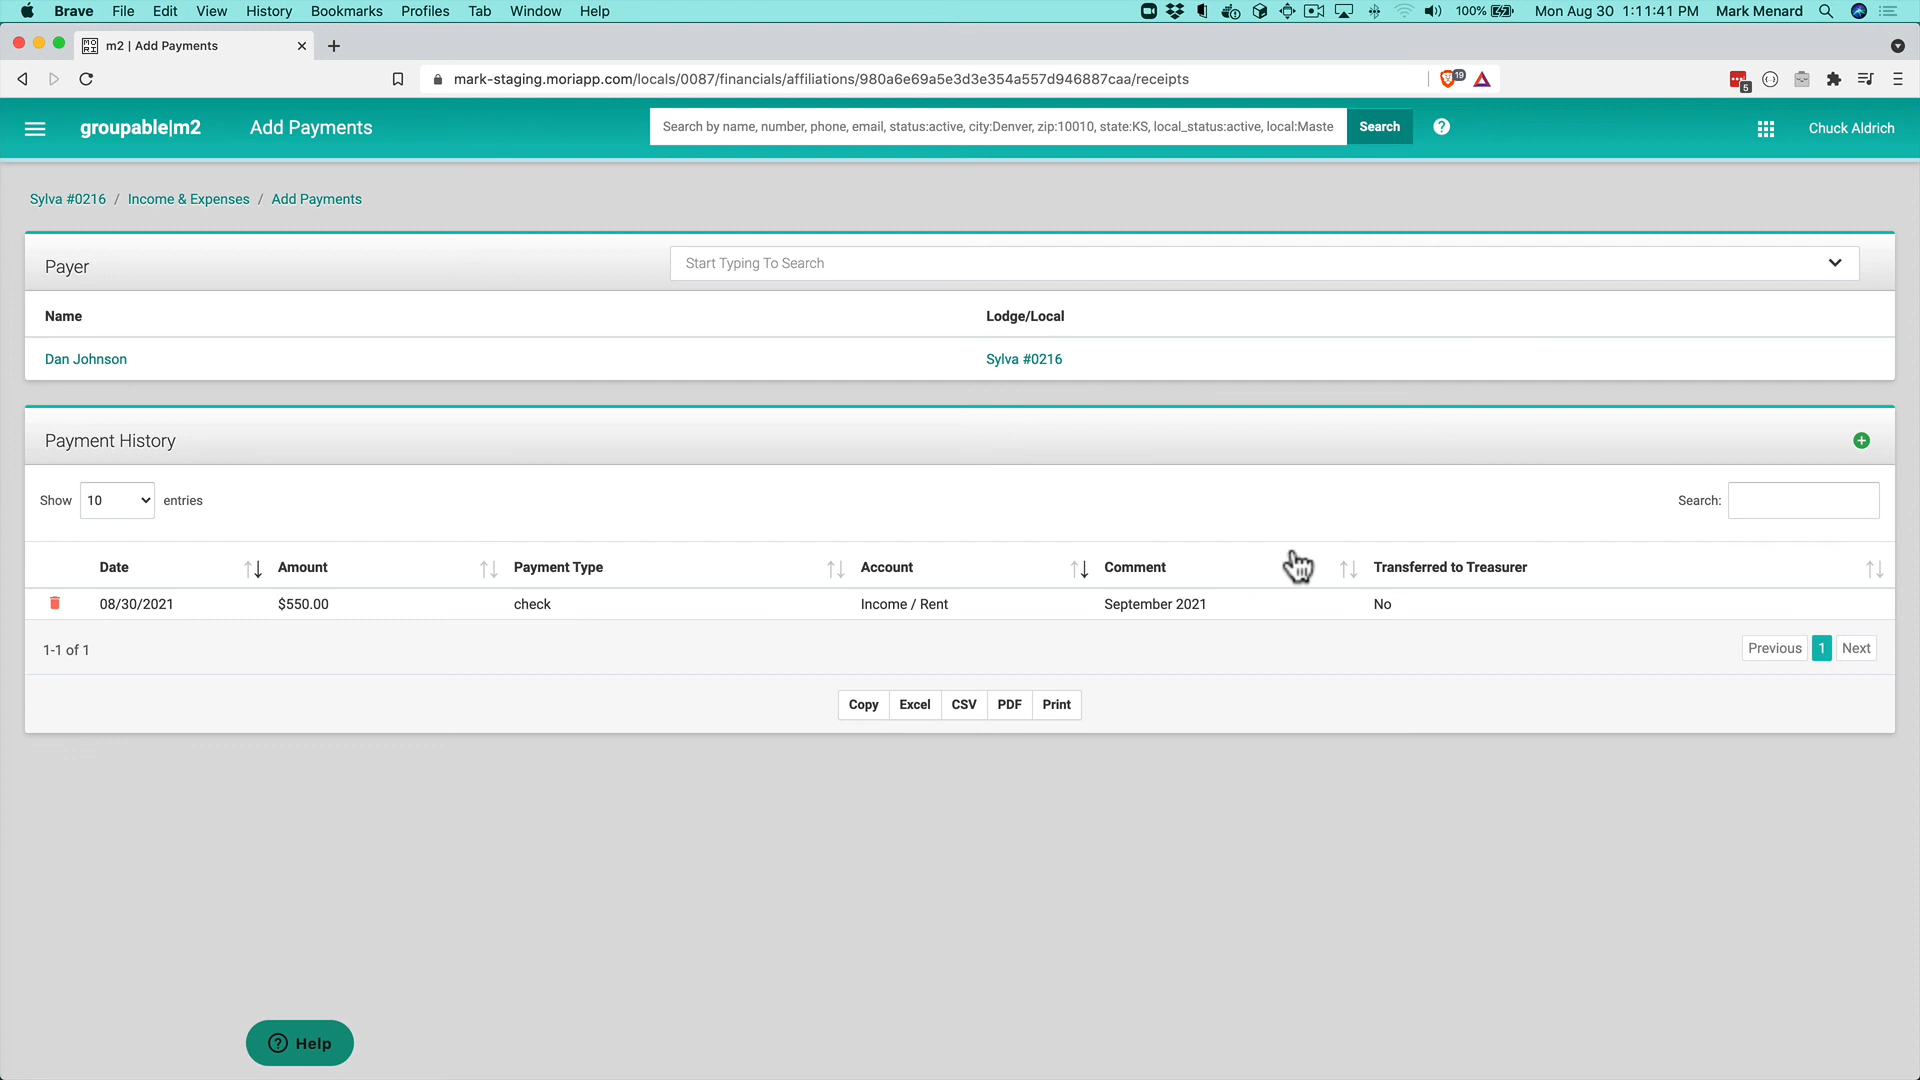 Brave File Edit View History Bookmarks Profiles Tab Window Help 100% Mon Aug 30 1:11:41 PM Mark Menard
m2 | Add Payments
mark-staging.moriapp.com/locals/0087/financials/affiliations/980a6e69a5e3d3e354a557d946887caa/receipts 19 5
groupable|m2 Add Payments Search by name, number, phone, email, status:active, city:Denver, zip:10010, state:KS, local_status:active, local:Maste Search Chuck Aldrich
Sylva #0216 / Income & Expenses / Add Payments
Payer Start Typing To Search
Name Lodge/Local
Dan Johnson Sylva #0216
Payment History
Show 10 entries Search:
Date Amount Payment Type Account Comment Transferred to Treasurer
08/30/2021 $550.00 check Income / Rent September 2021 No
1-1 of 1 Previous 1 Next
Copy Excel CSV PDF Print
Help